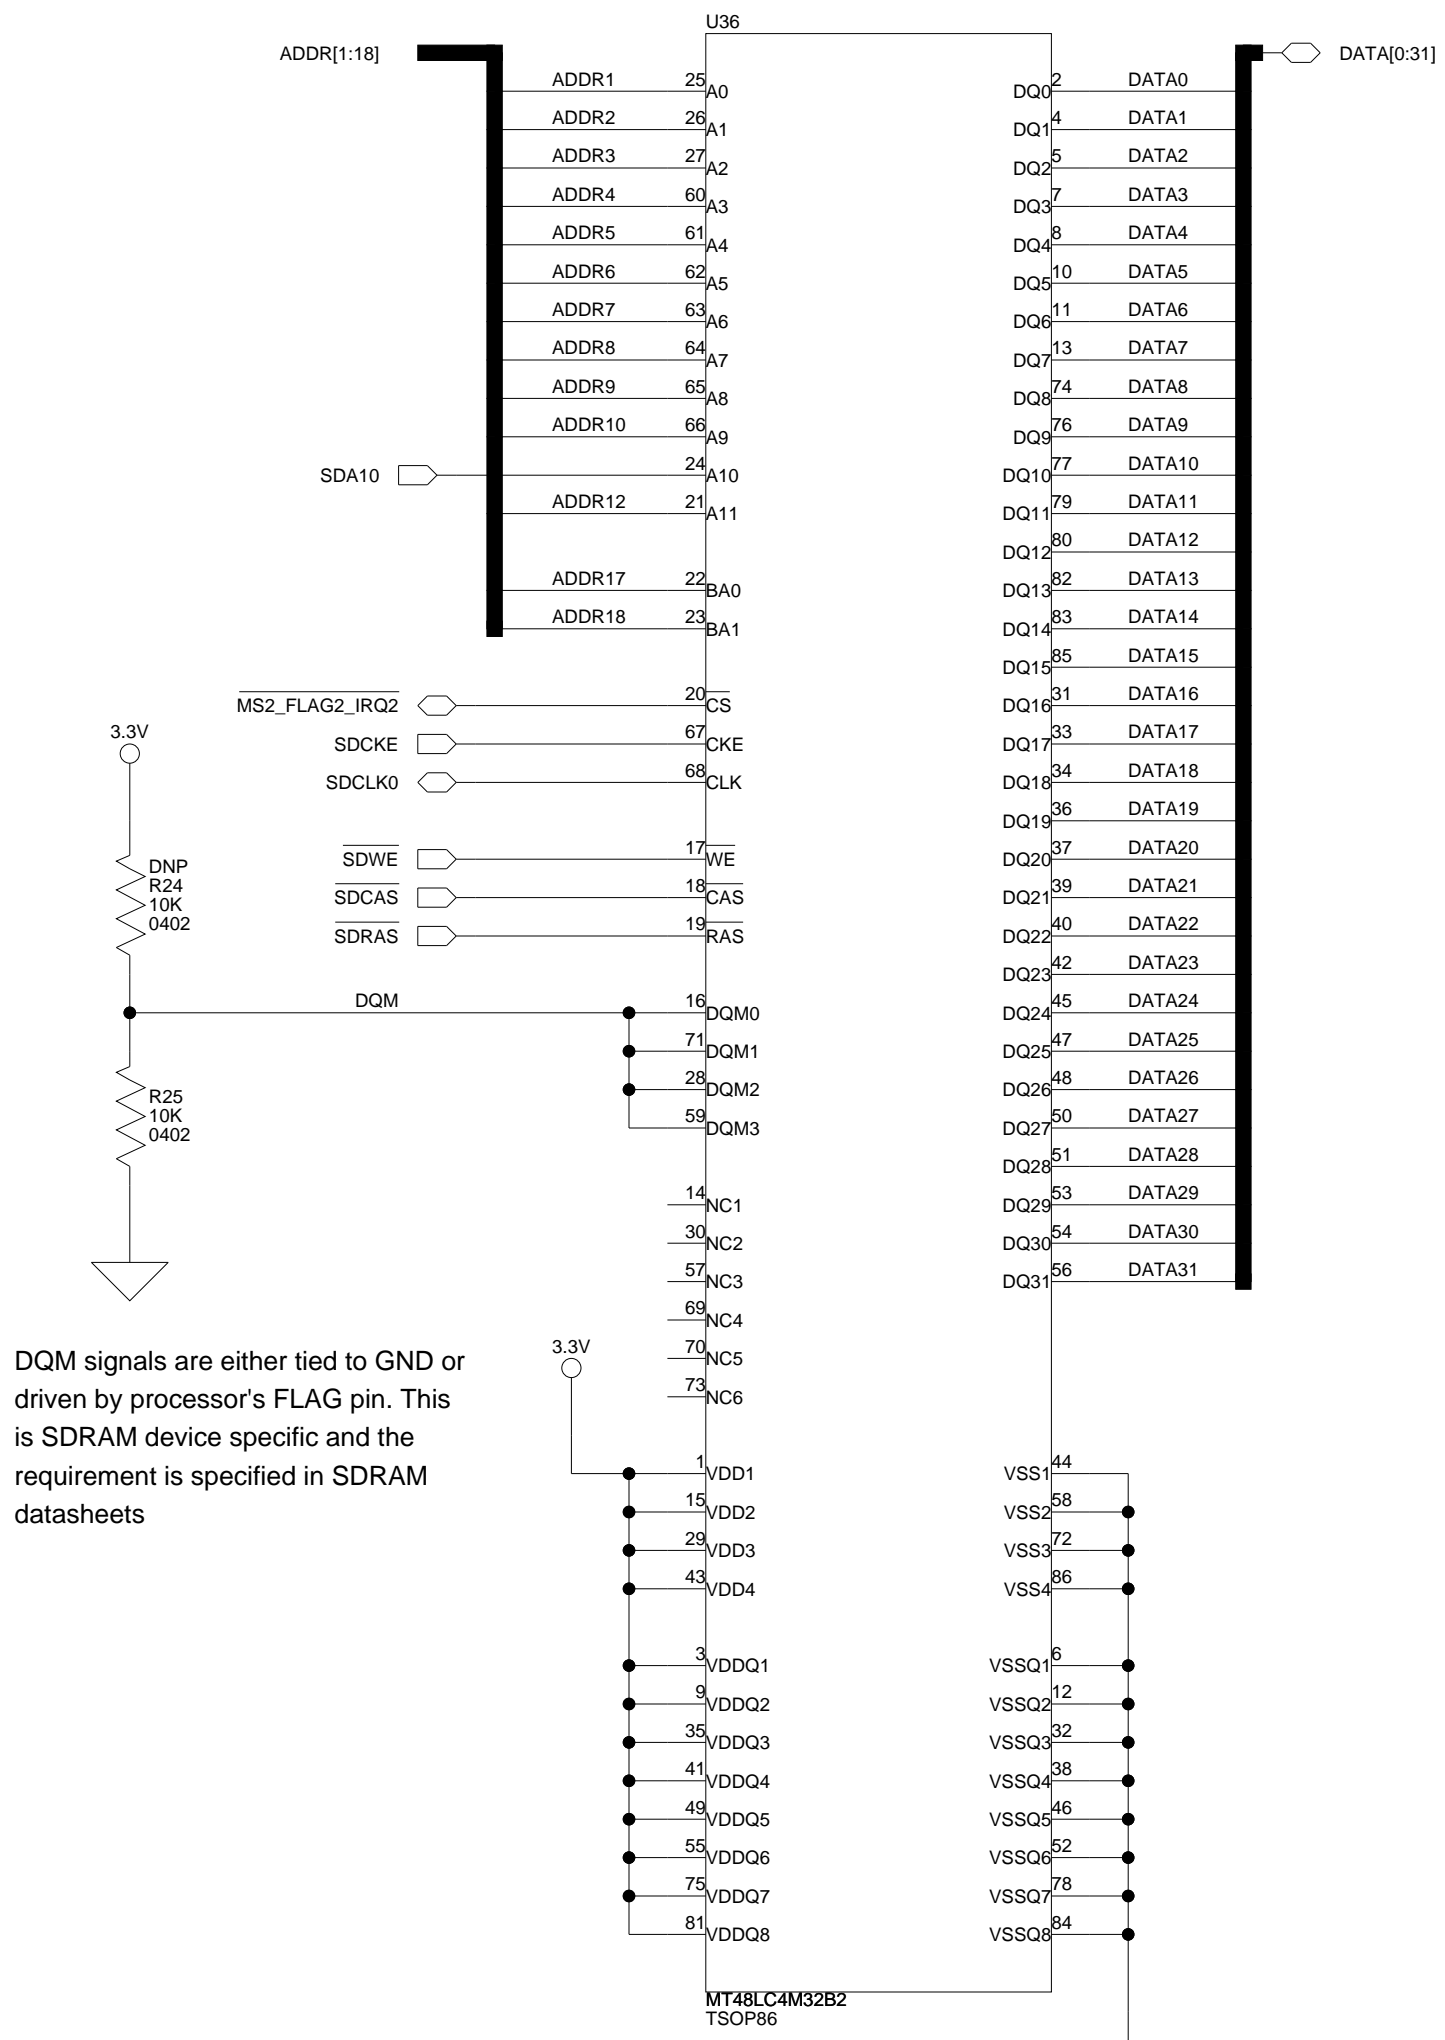 U36
ADDR[1:18]
DATA[0:31]
ADDR1 25 A0 DQ0 2 DATA0
ADDR2 26 A1 DQ1 4 DATA1
ADDR3 27 A2 DQ2 5 DATA2
ADDR4 60 A3 DQ3 7 DATA3
ADDR5 61 A4 DQ4 8 DATA4
ADDR6 62 A5 DQ5 10 DATA5
ADDR7 63 A6 DQ6 11 DATA6
ADDR8 64 A7 DQ7 13 DATA7
ADDR9 65 A8 DQ8 74 DATA8
ADDR10 66 A9 DQ9 76 DATA9
SDA10 24 A10 DQ10 77 DATA10
ADDR12 21 A11 DQ11 79 DATA11
DQ12 80 DATA12
ADDR17 22 BA0 DQ13 82 DATA13
ADDR18 23 BA1 DQ14 83 DATA14
DQ15 85 DATA15
MS2_FLAG2_IRQ2 20 CS DQ16 31 DATA16
3.3V
SDCKE 67 CKE DQ17 33 DATA17
SDCLK0 68 CLK DQ18 34 DATA18
DQ19 36 DATA19
SDWE 17 WE DQ20 37 DATA20
DNP
R24
10K
0402
SDCAS 18 CAS DQ21 39 DATA21
SDRAS 19 RAS DQ22 40 DATA22
DQ23 42 DATA23
DQM 16 DQM0 DQ24 45 DATA24
71 DQM1 DQ25 47 DATA25
28 DQM2 DQ26 48 DATA26
R25
10K
0402
59 DQM3 DQ27 50 DATA27
DQ28 51 DATA28
14 NC1 DQ29 53 DATA29
30 NC2 DQ30 54 DATA30
57 NC3 DQ31 56 DATA31
69 NC4
70 NC5
73 NC6
DQM signals are either tied to GND or
driven by processor's FLAG pin. This
is SDRAM device specific and the
requirement is specified in SDRAM
datasheets
3.3V
1 VDD1 VSS1 44
15 VDD2 VSS2 58
29 VDD3 VSS3 72
43 VDD4 VSS4 86
3 VDDQ1 VSSQ1 6
9 VDDQ2 VSSQ2 12
35 VDDQ3 VSSQ3 32
41 VDDQ4 VSSQ4 38
49 VDDQ5 VSSQ5 46
55 VDDQ6 VSSQ6 52
75 VDDQ7 VSSQ7 78
81 VDDQ8 VSSQ8 84
MT48LC4M32B2
TSOP86